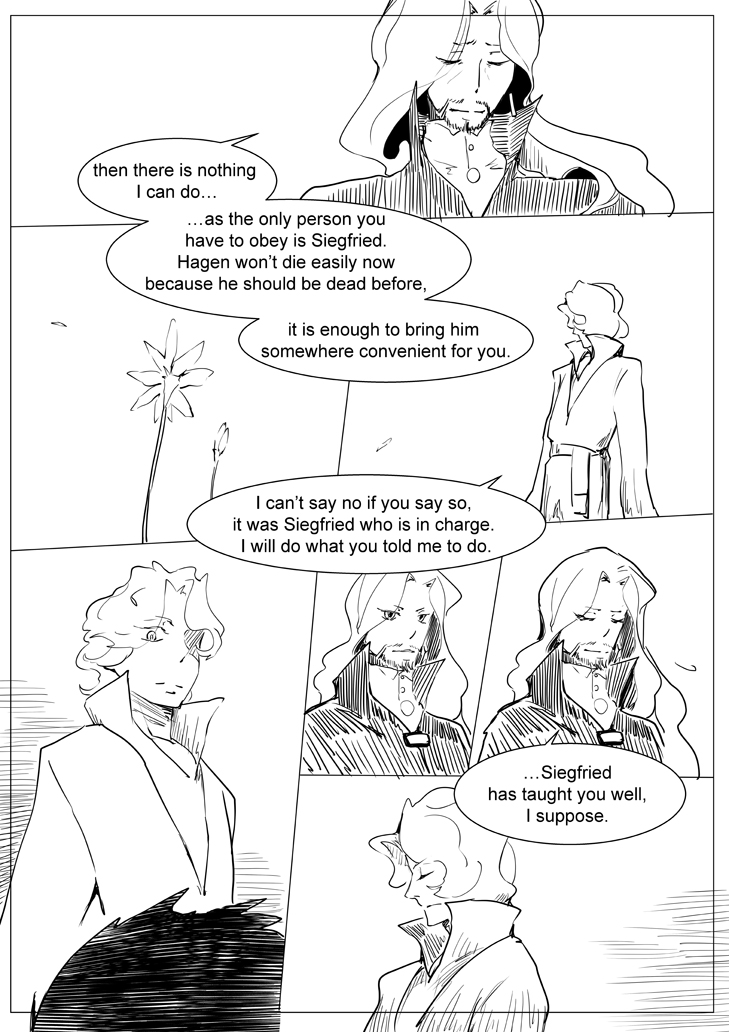 then there is nothing
I can do…
…as the only person you
have to obey is Siegfried.
Hagen won't die easily now
because he should be dead before,
it is enough to bring him
somewhere convenient for you.
I can't say no if you say so,
it was Siegfried who is in charge.
I will do what you told me to do.
…Siegfried
has taught you well,
I suppose.